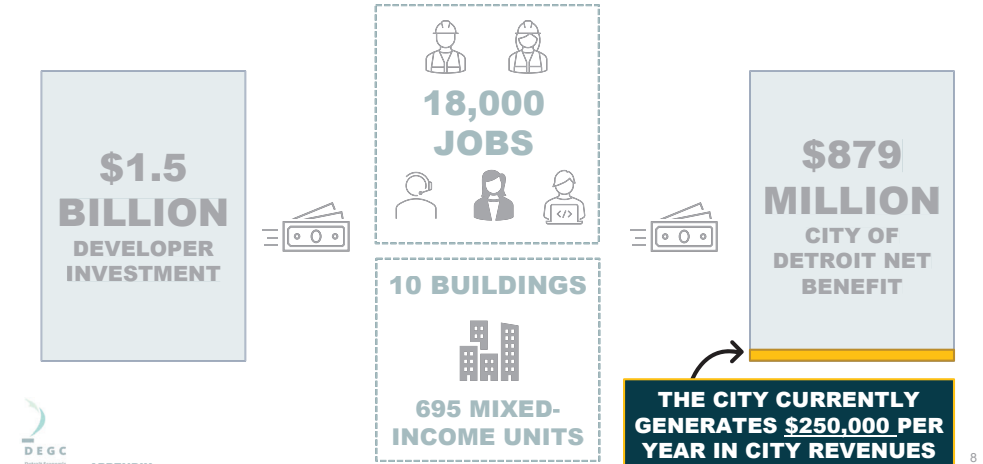 $1.5
BILLION
DEVELOPER
INVESTMENT
18,000
JOBS
</>
10 BUILDINGS
695 MIXED-
INCOME UNITS
$879
MILLION
CITY OF
DETROIT NET
BENEFIT
THE CITY CURRENTLY
GENERATES $250,000 PER
YEAR IN CITY REVENUES
DEGC
8